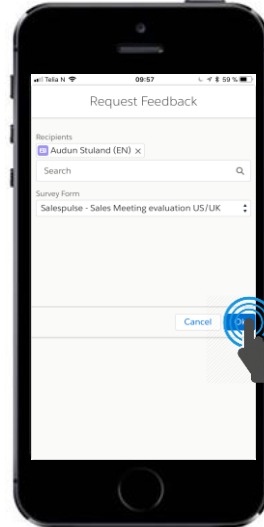 Telia N 09:57 59 %
Request Feedback
Recipients
Audun Stuland (EN) ×
Search
Survey Form
Salespulse - Sales Meeting evaluation US/UK
Cancel